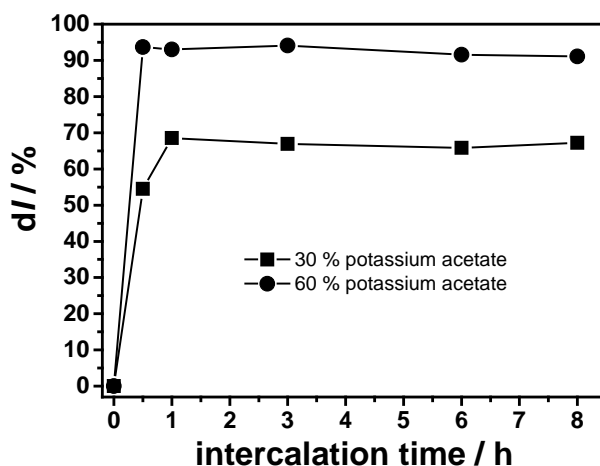 100
90
80
70
60
50
40
30
20
10
0
dI / %
30 % potassium acetate
60 % potassium acetate
0 1 2 3 4 5 6 7 8
intercalation time / h